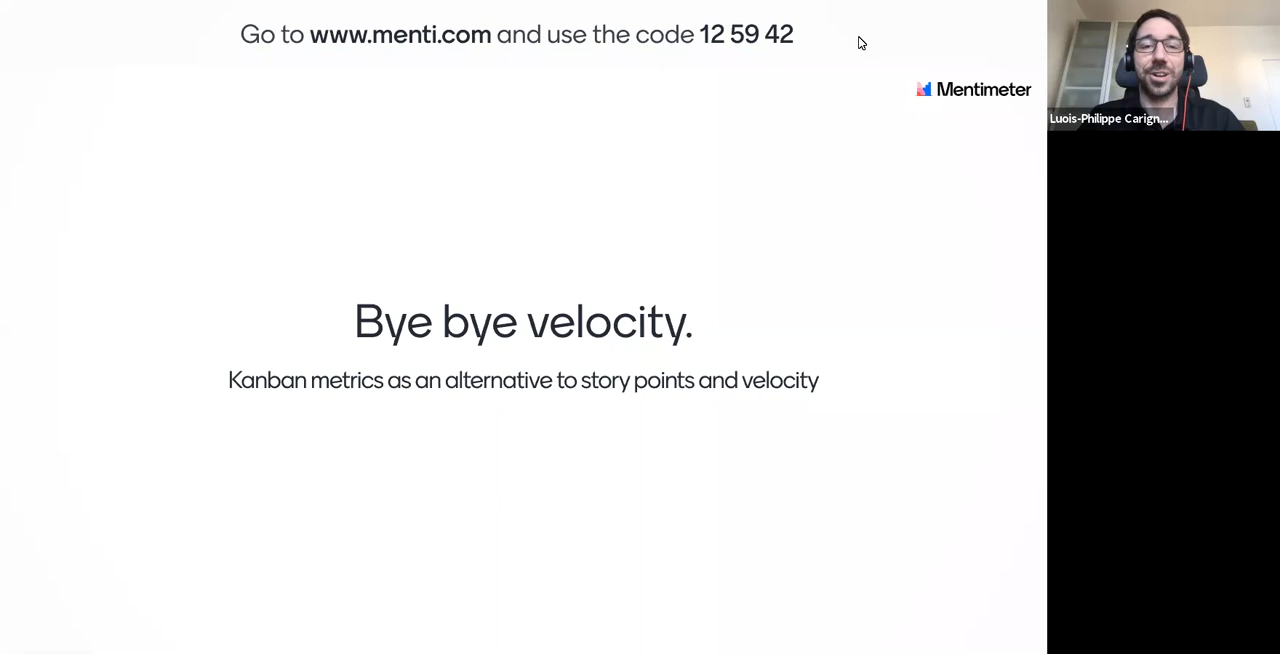 Go to www.menti.com and use the code 12 59 42
Mentimeter
Luois-Philippe Carign...
Bye bye velocity.
Kanban metrics as an alternative to story points and velocity